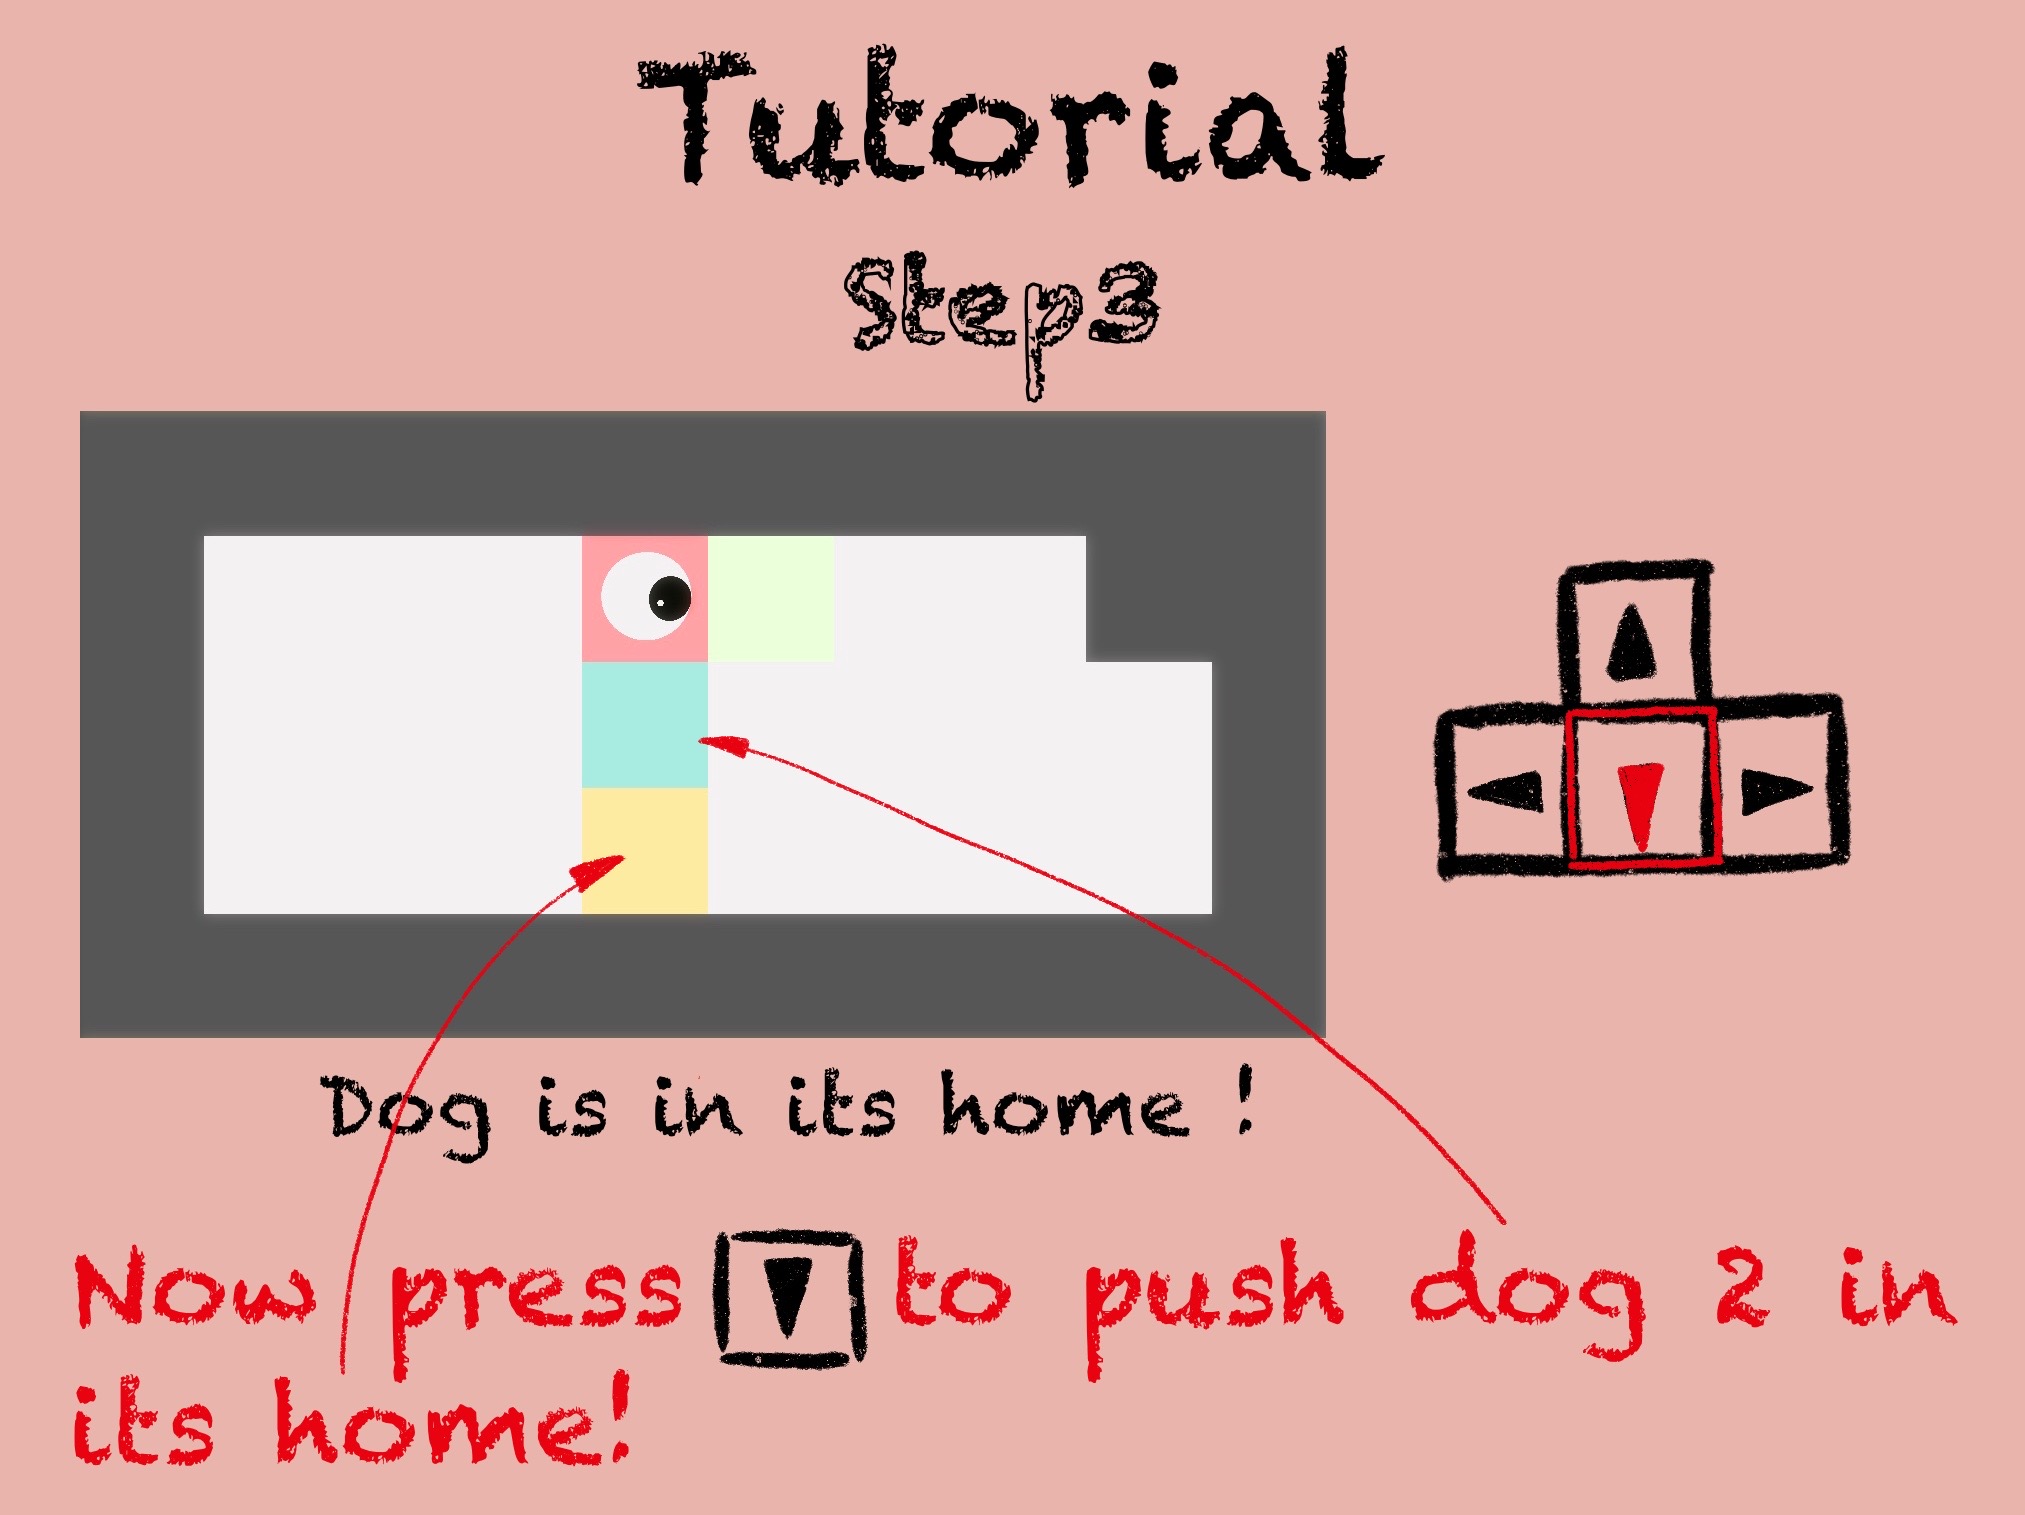 Tutorial
Step3
Dog is in its home !
Now press to push dog 2 in
its home!